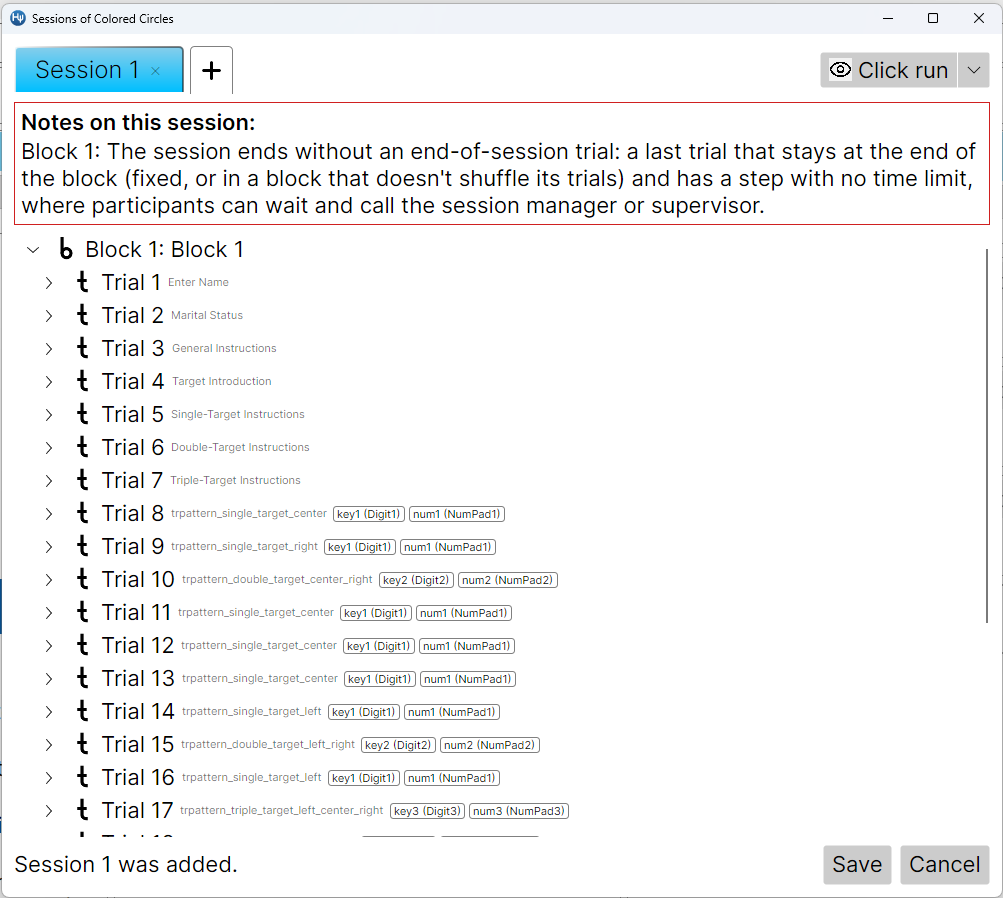 Sessions of Colored Circles
Session 1 ×
+
Click run
Notes on this session:
Block 1: The session ends without an end-of-session trial: a last trial that stays at the end of
the block (fixed, or in a block that doesn't shuffle its trials) and has a step with no time limit,
where participants can wait and call the session manager or supervisor.
b Block 1: Block 1
t Trial 1 Enter Name
t Trial 2 Marital Status
t Trial 3 General Instructions
t Trial 4 Target Introduction
t Trial 5 Single-Target Instructions
t Trial 6 Double-Target Instructions
t Trial 7 Triple-Target Instructions
t Trial 8 trpattern_single_target_center key1 (Digit1) num1 (NumPad1)
t Trial 9 trpattern_single_target_right key1 (Digit1) num1 (NumPad1)
t Trial 10 trpattern_double_target_center_right key2 (Digit2) num2 (NumPad2)
t Trial 11 trpattern_single_target_center key1 (Digit1) num1 (NumPad1)
t Trial 12 trpattern_single_target_center key1 (Digit1) num1 (NumPad1)
t Trial 13 trpattern_single_target_center key1 (Digit1) num1 (NumPad1)
t Trial 14 trpattern_single_target_left key1 (Digit1) num1 (NumPad1)
t Trial 15 trpattern_double_target_left_right key2 (Digit2) num2 (NumPad2)
t Trial 16 trpattern_single_target_left key1 (Digit1) num1 (NumPad1)
t Trial 17 trpattern_triple_target_left_center_right key3 (Digit3) num3 (NumPad3)
Session 1 was added.
Save
Cancel